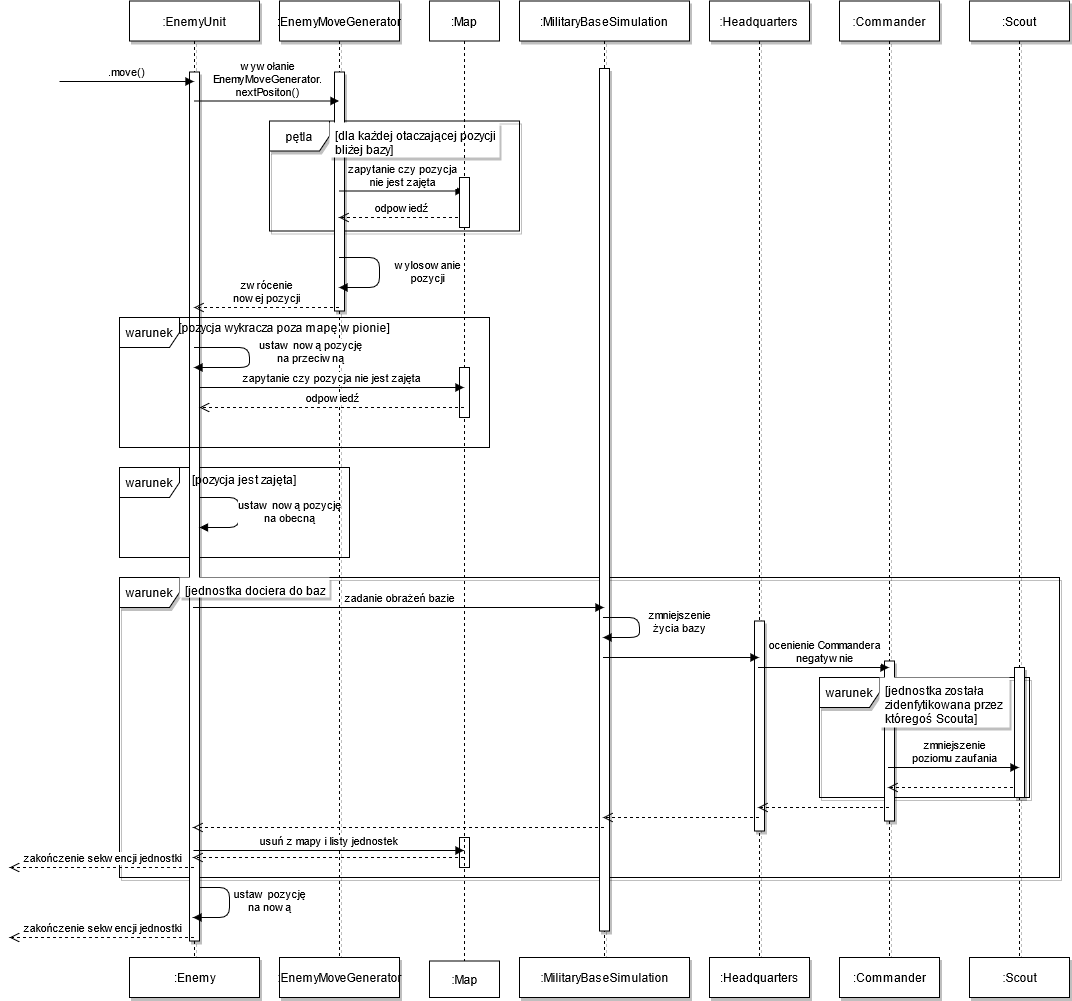 :EnemyUnit
:EnemyMoveGenerator
:Map
:MilitaryBaseSimulation
:Headquarters
:Commander
:Scout
.move()
wywołanie
EnemyMoveGenerator.
nextPositon()
pętla
[dla każdej otaczającej pozycji
bliżej bazy]
zapytanie czy pozycja
nie jest zajęta
odpowiedź
wylosowanie
pozycji
zwrócenie
nowej pozycji
warunek
[pozycja wykracza poza mapę w pionie]
ustaw nową pozycję
na przeciwną
zapytanie czy pozycja nie jest zajęta
odpowiedź
warunek
[pozycja jest zajęta]
ustaw nową pozycję
na obecną
warunek
[jednostka dociera do baz
zadanie obrażeń bazie
zmniejszenie
życia bazy
ocenienie Commandera
negatywnie
warunek
[jednostka została
zidenfytikowana przez
któregoś Scouta]
zmniejszenie
poziomu zaufania
usuń z mapy i listy jednostek
zakończenie sekwencji jednostki
ustaw pozycję
na nową
zakończenie sekwencji jednostki
:Enemy
:EnemyMoveGenerator
:Map
:MilitaryBaseSimulation
:Headquarters
:Commander
:Scout